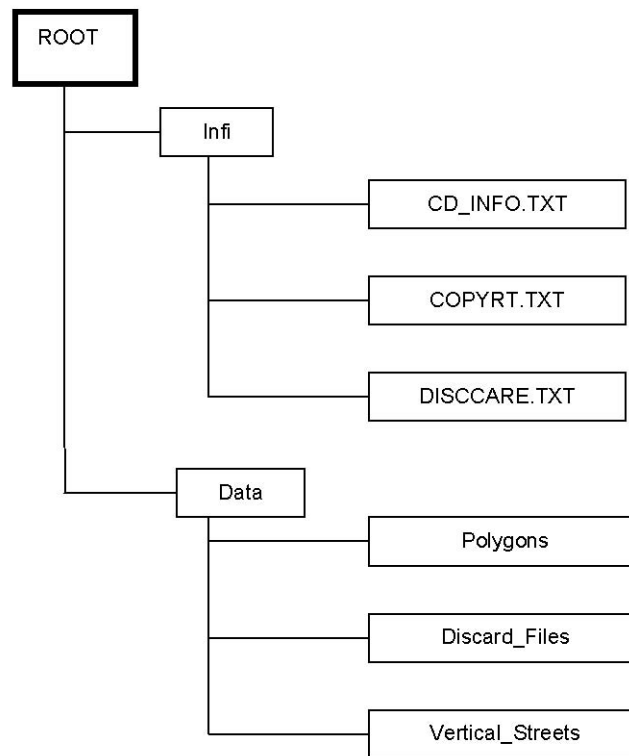 ROOT
Infi
CD_INFO.TXT
COPYRT.TXT
DISCCARE.TXT
Data
Polygons
Discard_Files
Vertical_Streets